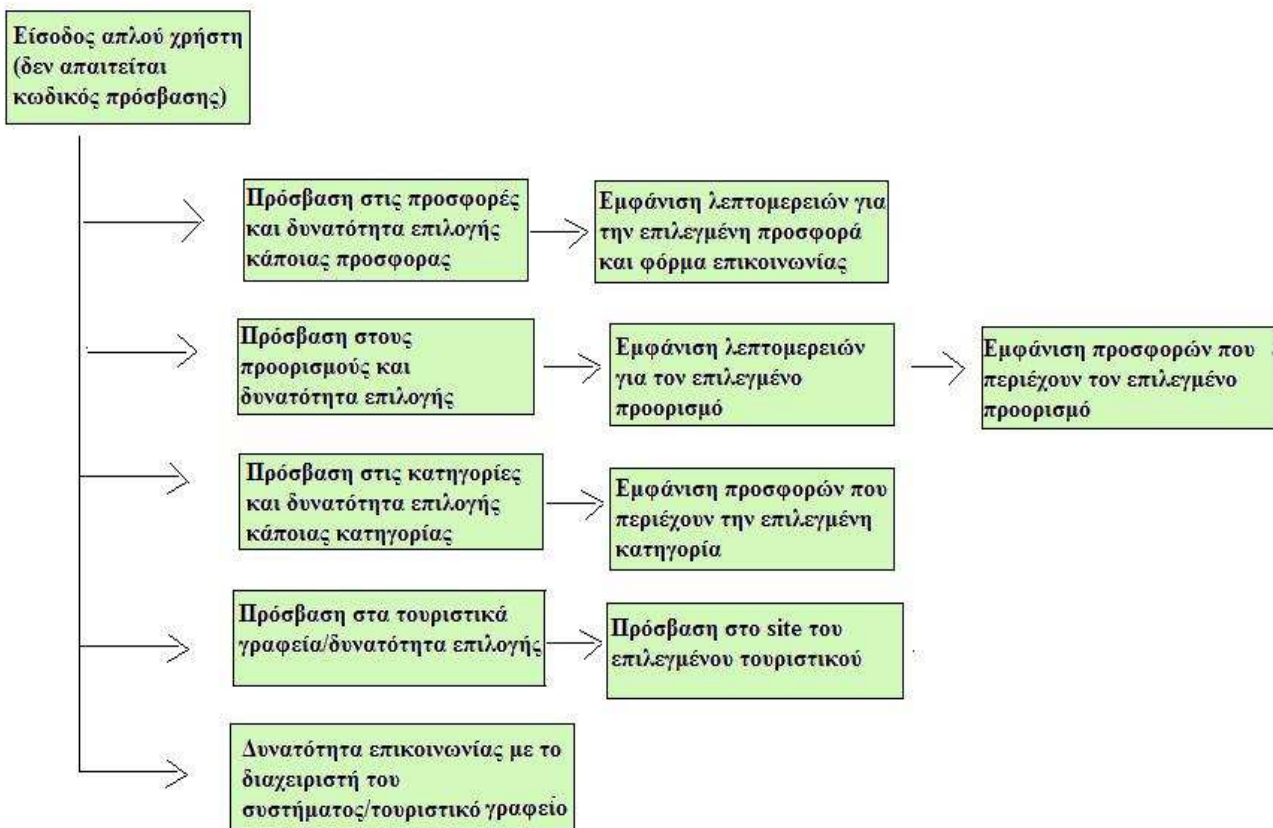 Είσοδος απλού χρήστη
(δεν απαιτείται
κωδικός πρόσβασης)
Πρόσβαση στις προσφορές
και δυνατότητα επιλογής
κάποιας προσφορας
Εμφάνιση λεπτομερειών για
την επιλεγμένη προσφορά
και φόρμα επικοινωνίας
Πρόσβαση στους
προορισμούς και
δυνατότητα επιλογής
Εμφάνιση λεπτομερειών
για τον επιλεγμένο
προορισμό
Εμφάνιση προσφορών που
περιέχουν τον επιλεγμένο
προορισμό
Πρόσβαση στις κατηγορίες
και δυνατότητα επιλογής
κάποιας κατηγορίας
Εμφάνιση προσφορών που
περιέχουν την επιλεγμένη
κατηγορία
Πρόσβαση στα τουριστικά
γραφεία/δυνατότητα επιλογής
Πρόσβαση στο site του
επιλεγμένου τουριστικού
Δυνατότητα επικοινωνίας με το
διαχειριστή του
συστήματος/τουριστικό γραφείο